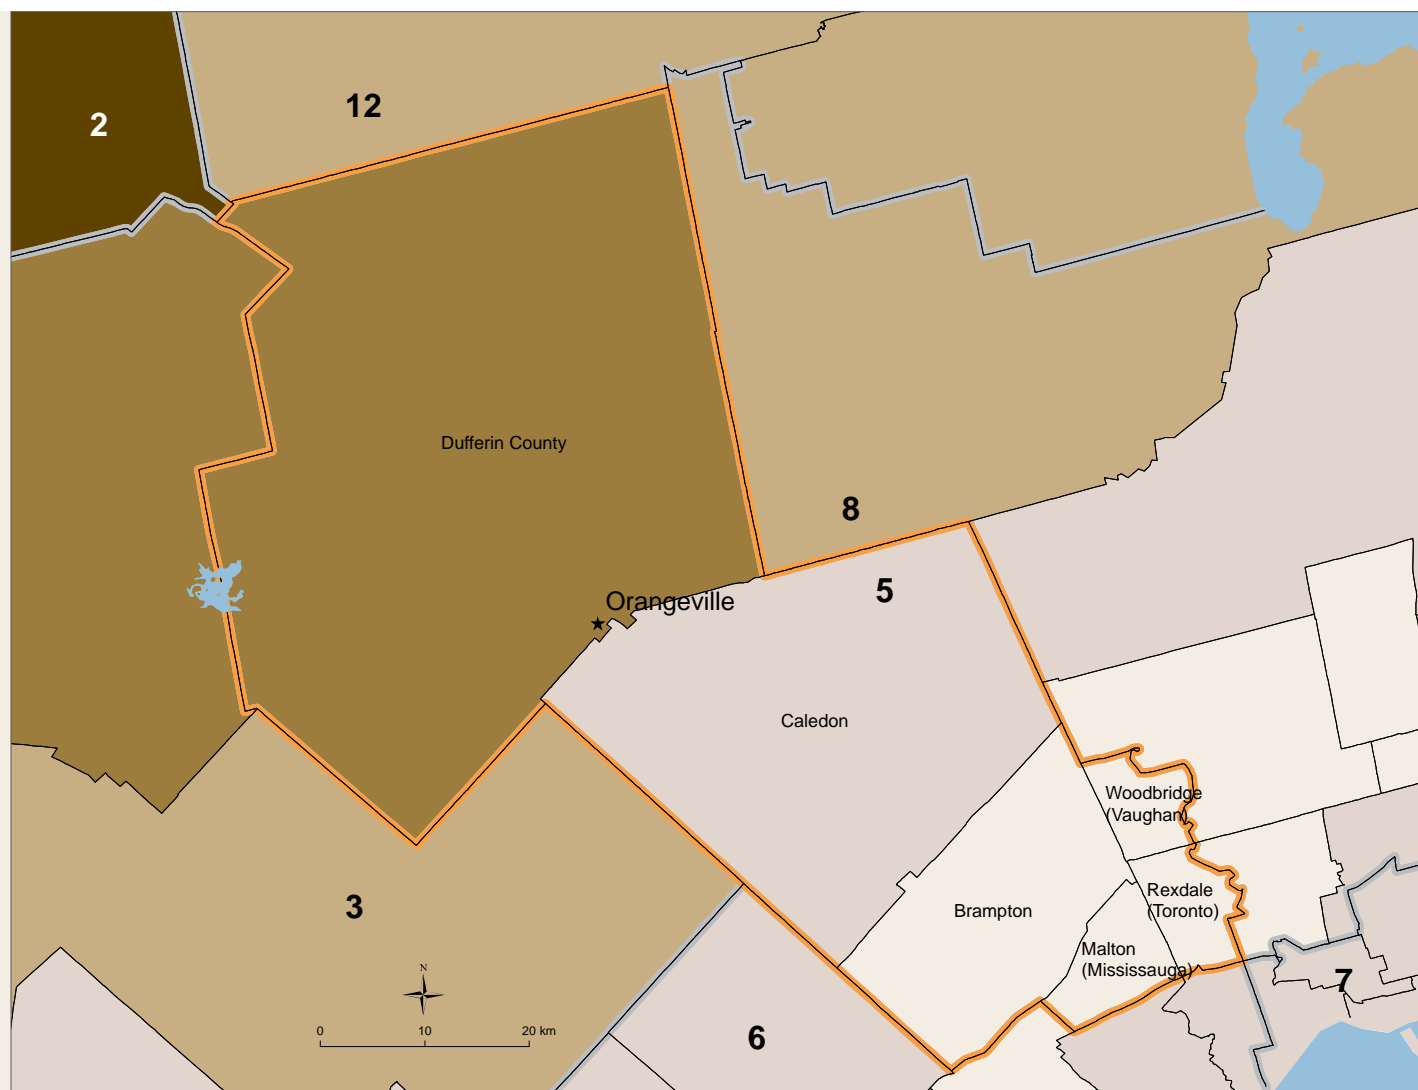 2
12
Dufferin County
8
5
Orangeville
Caledon
Woodbridge
(Vaughan)
Rexdale
(Toronto)
3
Brampton
Malton
(Mississauga)
N
7
0 10 20 km
6